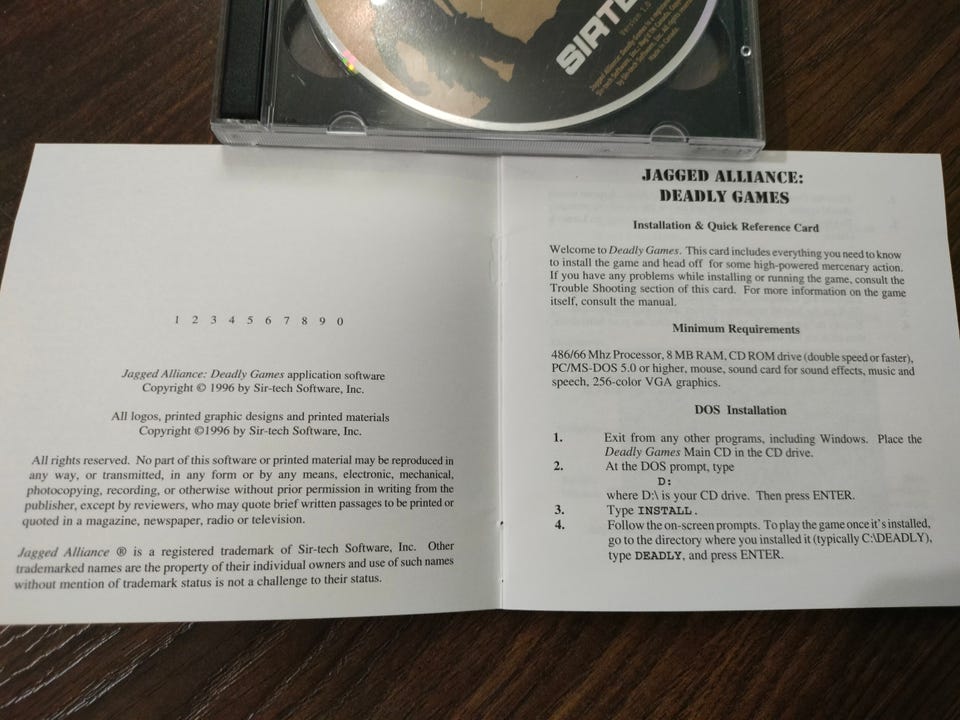 SIRTE
Version 1.0
1 2 3 4 5 6 7 8 9 0
Jagged Alliance: Deadly Games application software
Copyright © 1996 by Sir-tech Software, Inc.
All logos, printed graphic designs and printed materials
Copyright ©1996 by Sir-tech Software, Inc.
All rights reserved. No part of this software or printed material may be reproduced in
any way, or transmitted, in any form or by any means, electronic, mechanical,
photocopying, recording, or otherwise without prior permission in writing from the
publisher, except by reviewers, who may quote brief written passages to be printed or
quoted in a magazine, newspaper, radio or television.
Jagged Alliance ® is a registered trademark of Sir-tech Software, Inc. Other
trademarked names are the property of their individual owners and use of such names
without mention of trademark status is not a challenge to their status.
JAGGED ALLIANCE:
DEADLY GAMES
Installation & Quick Reference Card
Welcome to Deadly Games. This card includes everything you need to know
to install the game and head off for some high-powered mercenary action.
If you have any problems while installing or running the game, consult the
Trouble Shooting section of this card. For more information on the game
itself, consult the manual.
Minimum Requirements
486/66 Mhz Processor, 8 MB RAM, CD ROM drive (double speed or faster),
PC/MS-DOS 5.0 or higher, mouse, sound card for sound effects, music and
speech, 256-color VGA graphics.
DOS Installation
1. Exit from any other programs, including Windows. Place the
Deadly Games Main CD in the CD drive.
2. At the DOS prompt, type
D:
where D:\ is your CD drive. Then press ENTER.
3. Type INSTALL.
4. Follow the on-screen prompts. To play the game once it's installed,
go to the directory where you installed it (typically C:\DEADLY),
type DEADLY, and press ENTER.